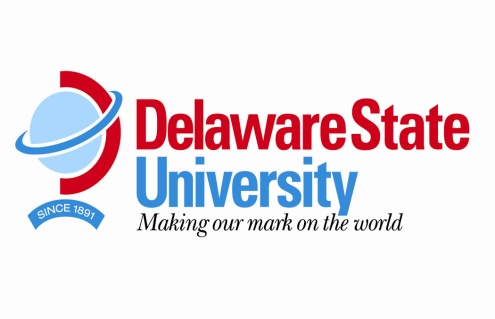 Delaware State
University
Making our mark on the world
SINCE 1891